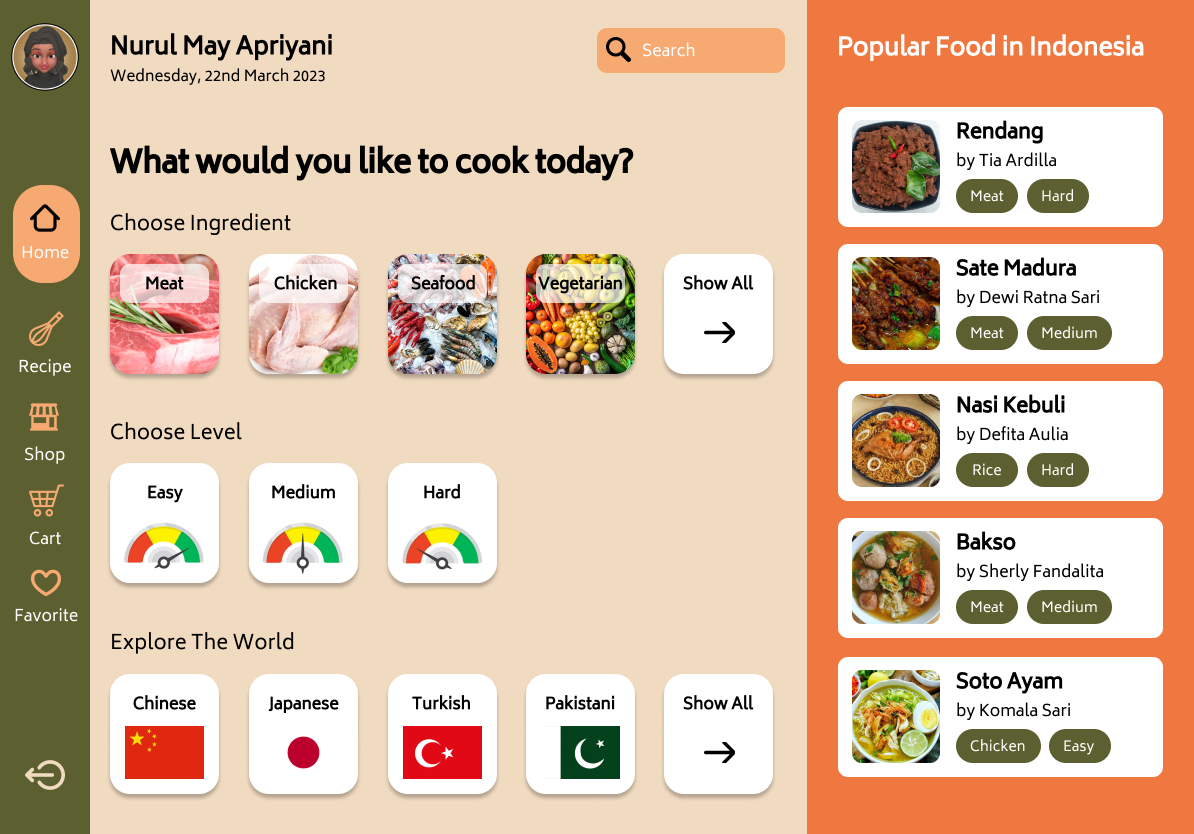 Nurul May Apriyani
Wednesday, 22nd March 2023
Search
Home
Recipe
Shop
Cart
Favorite
What would you like to cook today?
Choose Ingredient
Meat
Chicken
Seafood
Vegetarian
Show All
Choose Level
Easy
Medium
Hard
Explore The World
Chinese
Japanese
Turkish
Pakistani
Show All
Popular Food in Indonesia
Rendang
by Tia Ardilla
Meat
Hard
Sate Madura
by Dewi Ratna Sari
Meat
Medium
Nasi Kebuli
by Defita Aulia
Rice
Hard
Bakso
by Sherly Fandalita
Meat
Medium
Soto Ayam
by Komala Sari
Chicken
Easy